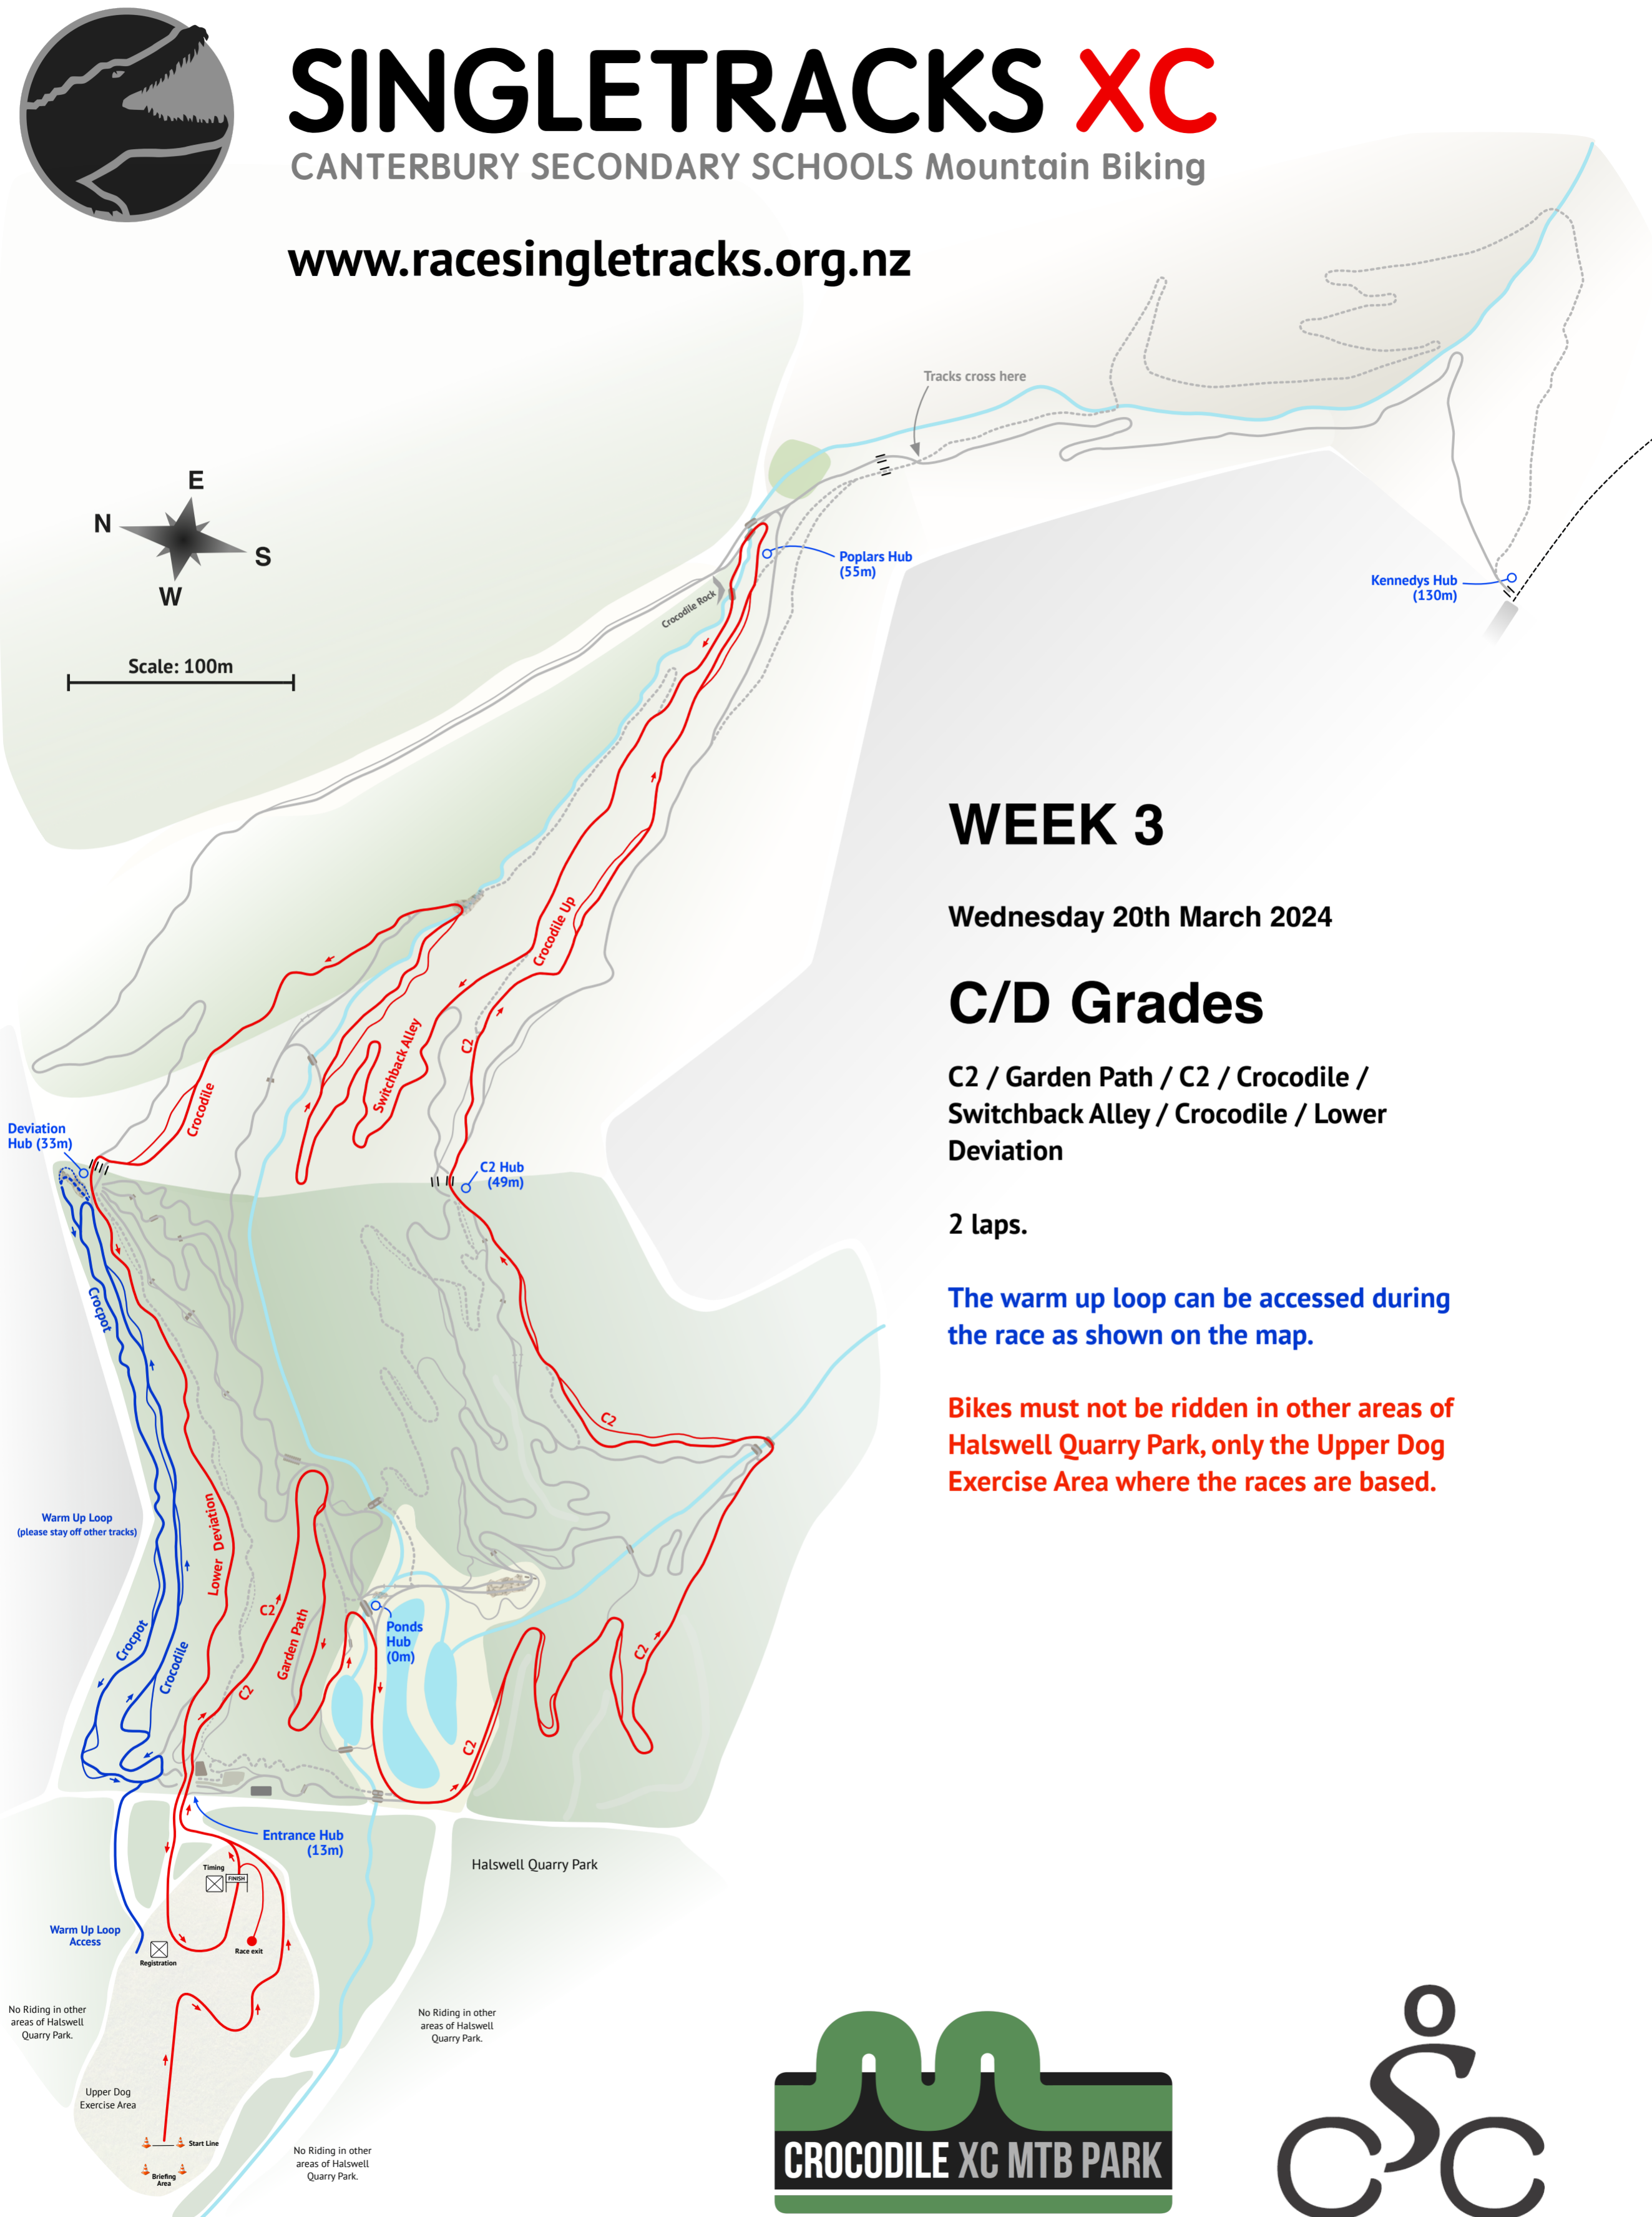 SINGLETRACKS XC
CANTERBURY SECONDARY SCHOOLS Mountain Biking
www.racesingletracks.org.nz
Tracks cross here
E
N
S
W
Scale: 100m
Poplars Hub
(55m)
Kennedys Hub
(130m)
Crocodile Rock
WEEK 3
Wednesday 20th March 2024
C/D Grades
C2 / Garden Path / C2 / Crocodile /
Switchback Alley / Crocodile / Lower
Deviation
2 laps.
The warm up loop can be accessed during
the race as shown on the map.
Bikes must not be ridden in other areas of
Halswell Quarry Park, only the Upper Dog
Exercise Area where the races are based.
Crocodile Up
C2
Switchback Alley
Crocodile
Deviation
Hub (33m)
C2 Hub
(49m)
Crocpot
C2
Warm Up Loop
(please stay off other tracks)
Lower Deviation
C2
Garden Path
Ponds
Hub
(0m)
Crocpot
Crocodile
C2
C2
C2
Entrance Hub
(13m)
Halswell Quarry Park
Timing
FINISH
Warm Up Loop
Access
Registration
Race exit
No Riding in other
areas of Halswell
Quarry Park.
No Riding in other
areas of Halswell
Quarry Park.
Upper Dog
Exercise Area
Start Line
Briefing
Area
No Riding in other
areas of Halswell
Quarry Park.
CROCODILE XC MTB PARK
CSC